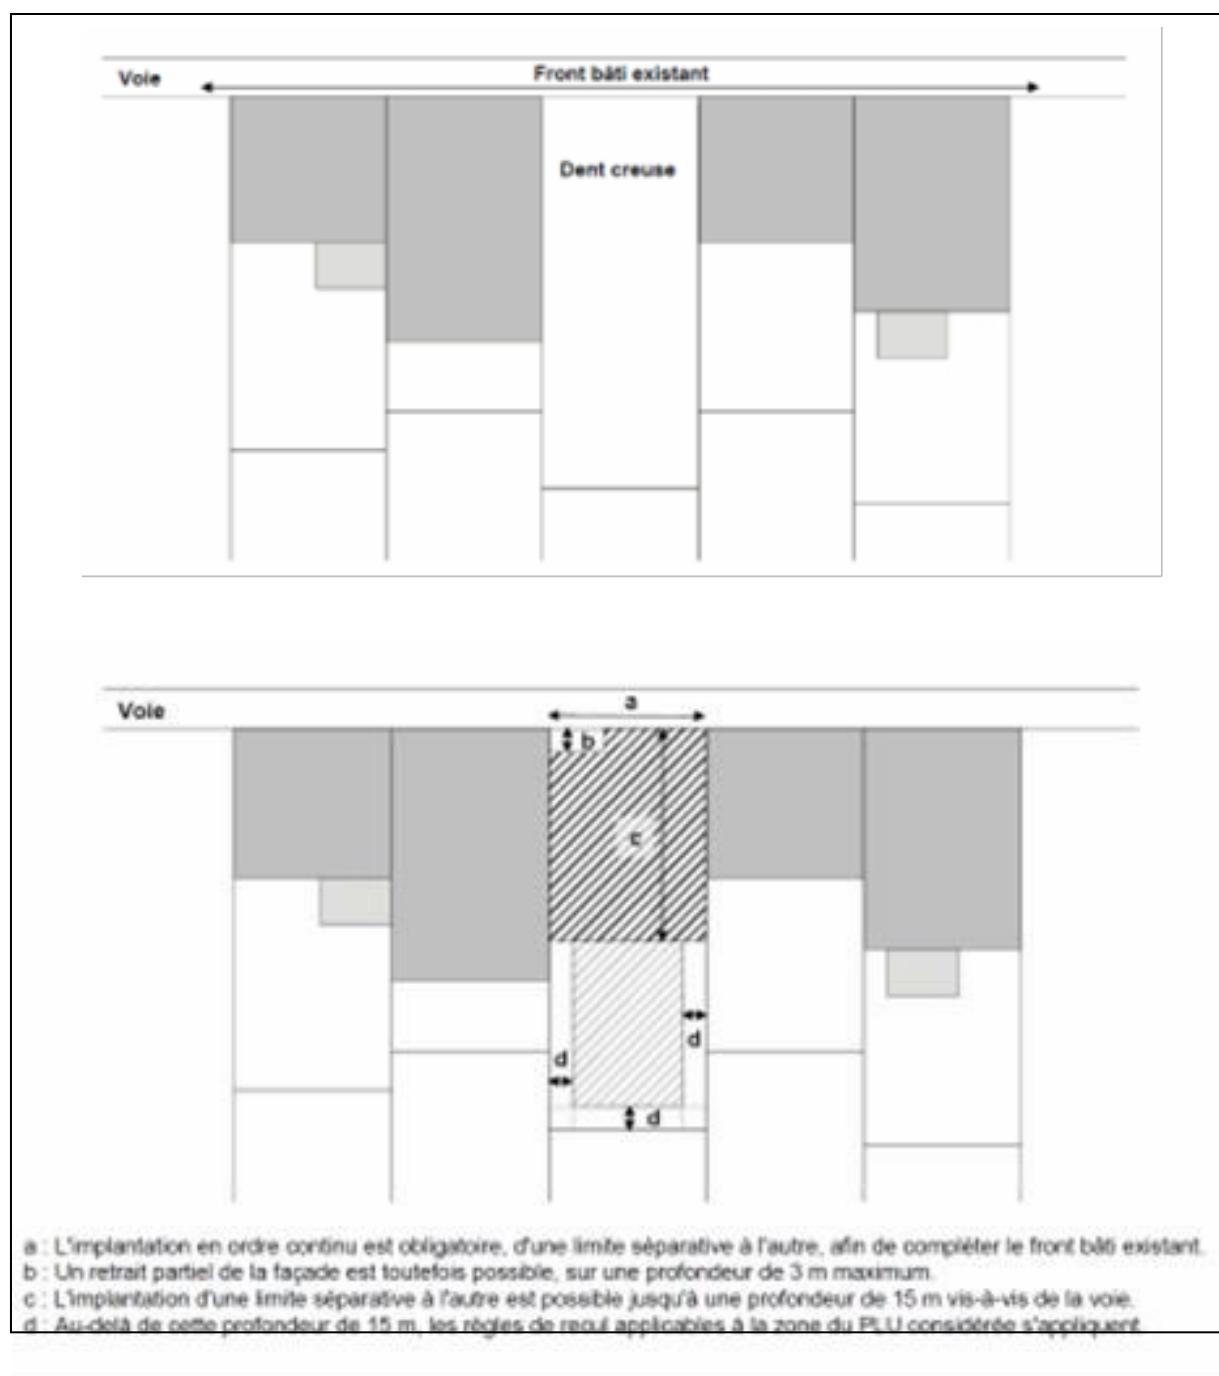 Voie
Front bâti existant
Dent creuse
Voie
a
b
c
d
d
d
a : L'implantation en ordre continu est obligatoire, d'une limite séparative à l'autre, afin de compléter le front bâti existant.
b : Un retrait partiel de la façade est toutefois possible, sur une profondeur de 3 m maximum.
c : L'implantation d'une limite séparative à l'autre est possible jusqu'à une profondeur de 15 m vis-à-vis de la voie.
d : Au-delà de cette profondeur de 15 m, les règles de recul applicables à la zone du PLU considérée s'appliquent.